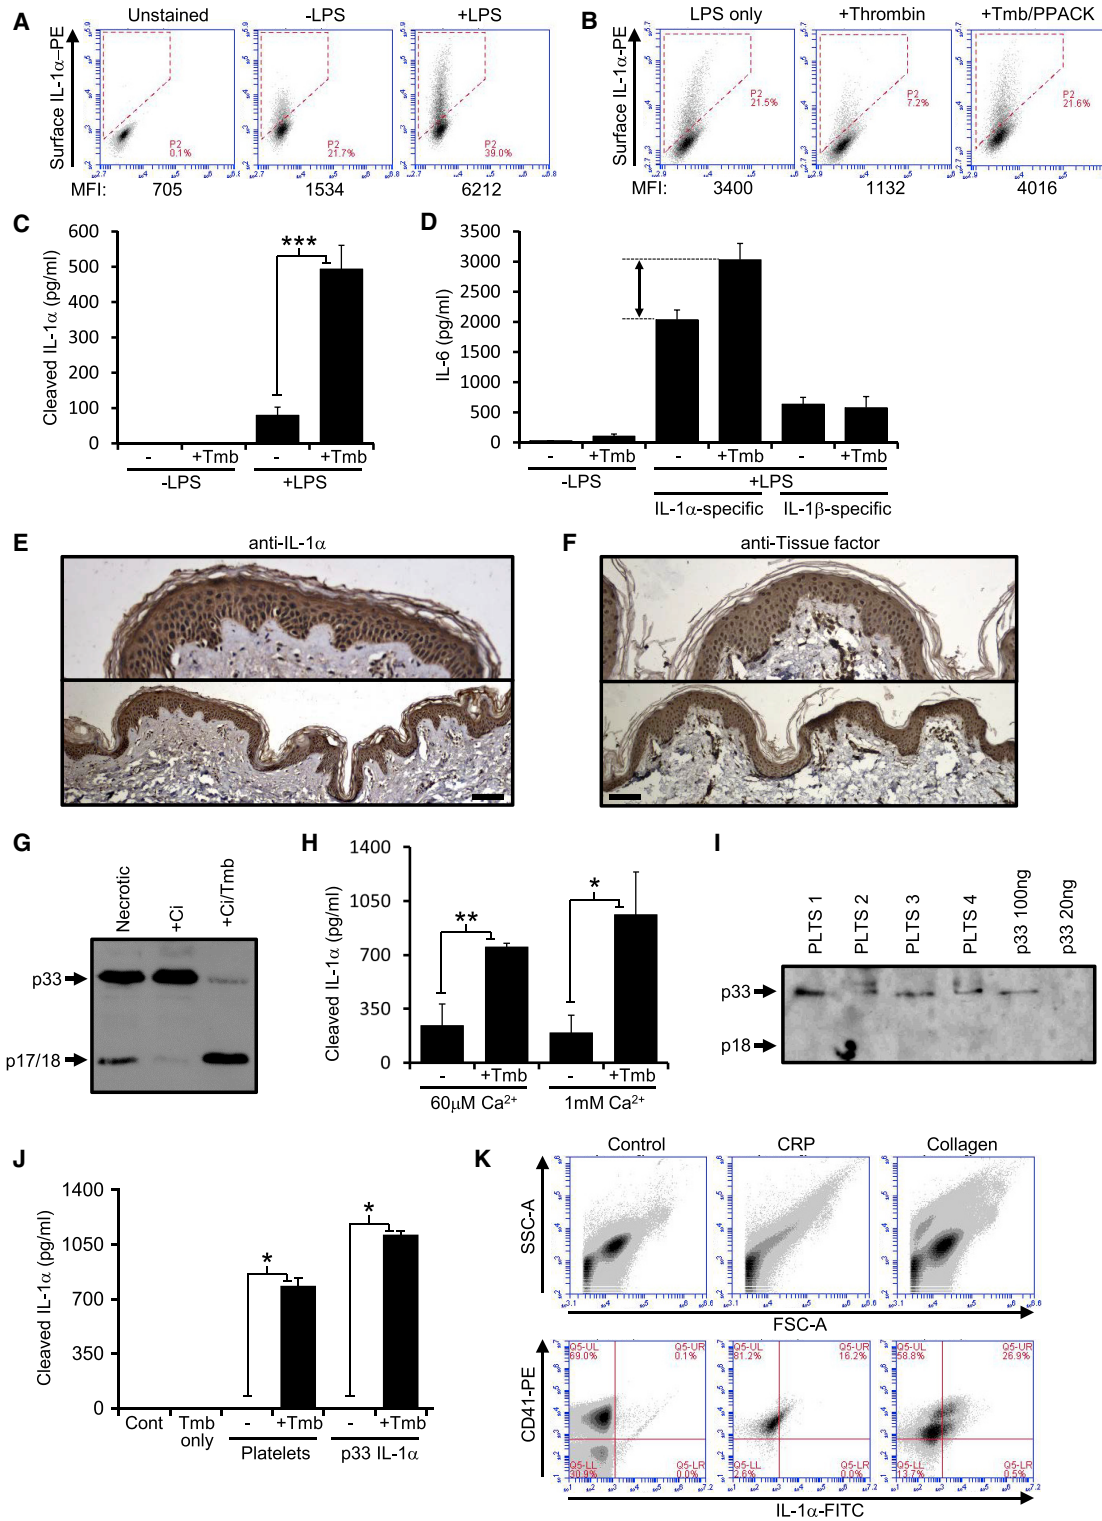 A
Unstained
-LPS
+LPS
Surface IL-1α–PE
P2
0.1%
P2
21.7%
P2
39.0%
MFI:
705
1534
6212
B
LPS only
+Thrombin
+Tmb/PPACK
Surface IL-1α-PE
P2
21.5%
P2
7.2%
P2
21.6%
MFI:
3400
1132
4016
C
Cleaved IL-1α (pg/ml)
600
500
400
300
200
100
0
***
- +Tmb - +Tmb
-LPS +LPS
D
IL-6 (pg/ml)
3500
3000
2500
2000
1500
1000
500
0
- +Tmb - +Tmb - +Tmb
-LPS +LPS
IL-1α-specific IL-1β-specific
E
anti-IL-1α
F
anti-Tissue factor
G
Necrotic
+Ci
+Ci/Tmb
p33
p17/18
H
Cleaved IL-1α (pg/ml)
1400
1050
700
350
0
**
*
- +Tmb - +Tmb
60μM Ca2+ 1mM Ca2+
I
PLTS 1
PLTS 2
PLTS 3
PLTS 4
p33 100ng
p33 20ng
p33
p18
J
Cleaved IL-1α (pg/ml)
1400
1050
700
350
0
*
*
Cont Tmb only - +Tmb - +Tmb
Platelets p33 IL-1α
K
Control
CRP
Collagen
SSC-A
FSC-A
CD41-PE
Q5-UL
69.0%
Q5-UR
0.1%
Q5-LL
30.9%
Q5-LR
0.0%
Q5-UL
81.2%
Q5-UR
16.2%
Q5-LL
2.6%
Q5-LR
0.0%
Q5-UL
58.8%
Q5-UR
26.9%
Q5-LL
13.7%
Q5-LR
0.5%
IL-1α-FITC